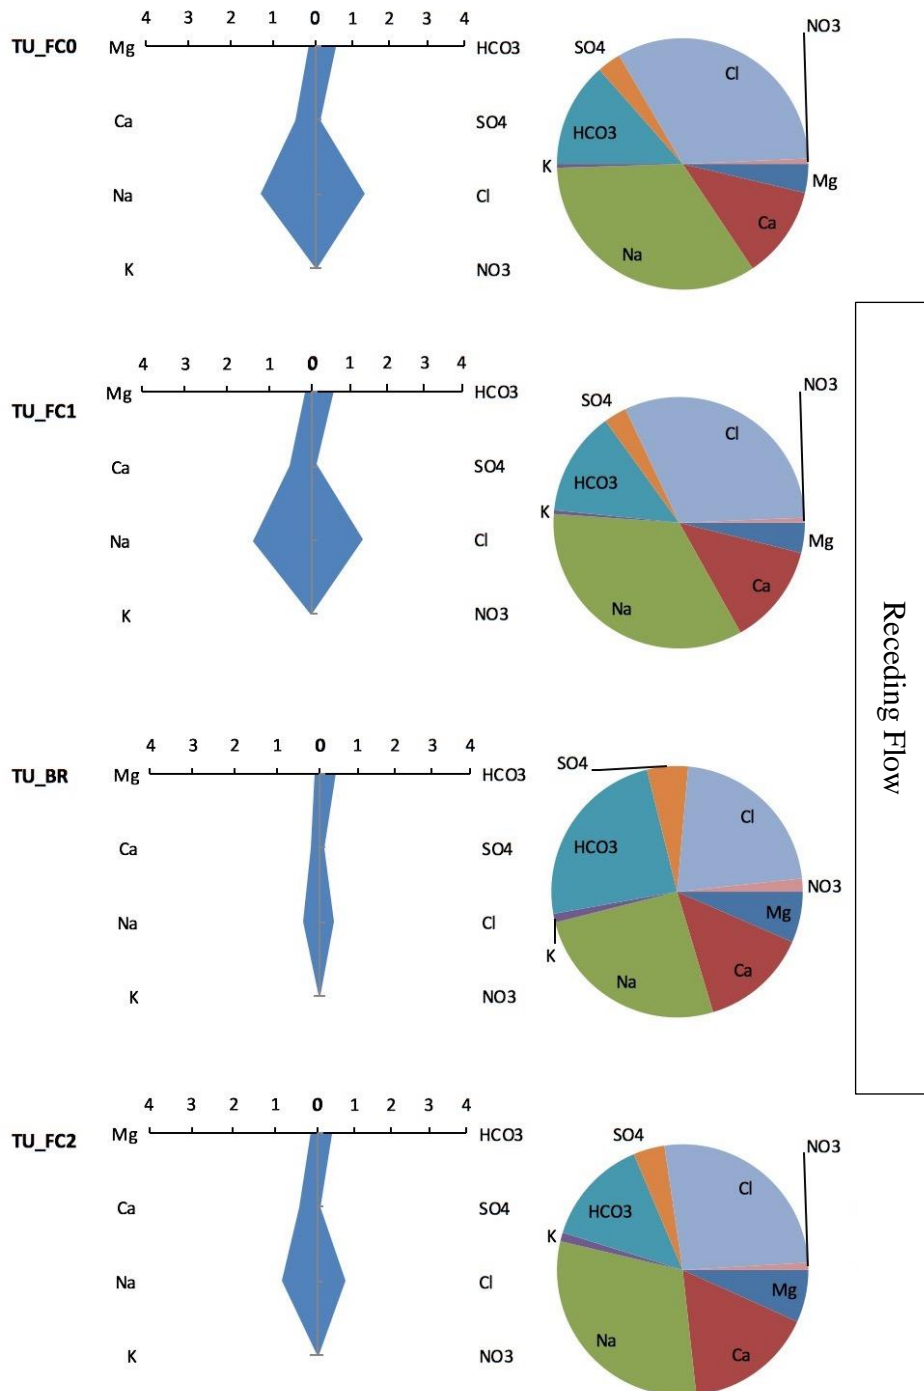 4 3 2 1 0 1 2 3 4
TU_FC0 Mg HCO3
Ca SO4
Na Cl
K NO3
NO3
SO4
Cl
HCO3
K
Mg
Ca
Na
4 3 2 1 0 1 2 3 4
Mg HCO3
TU_FC1
Ca SO4
Na Cl
K NO3
NO3
SO4
Cl
HCO3
K
Mg
Ca
Na
Receding Flow
4 3 2 1 0 1 2 3 4
TU_BR Mg HCO3
Ca SO4
Na Cl
K NO3
SO4
Cl
HCO3
NO3
Mg
K
Ca
Na
4 3 2 1 0 1 2 3 4
TU_FC2 Mg HCO3
Ca SO4
Na Cl
K NO3
SO4
NO3
Cl
HCO3
K
Mg
Na
Ca